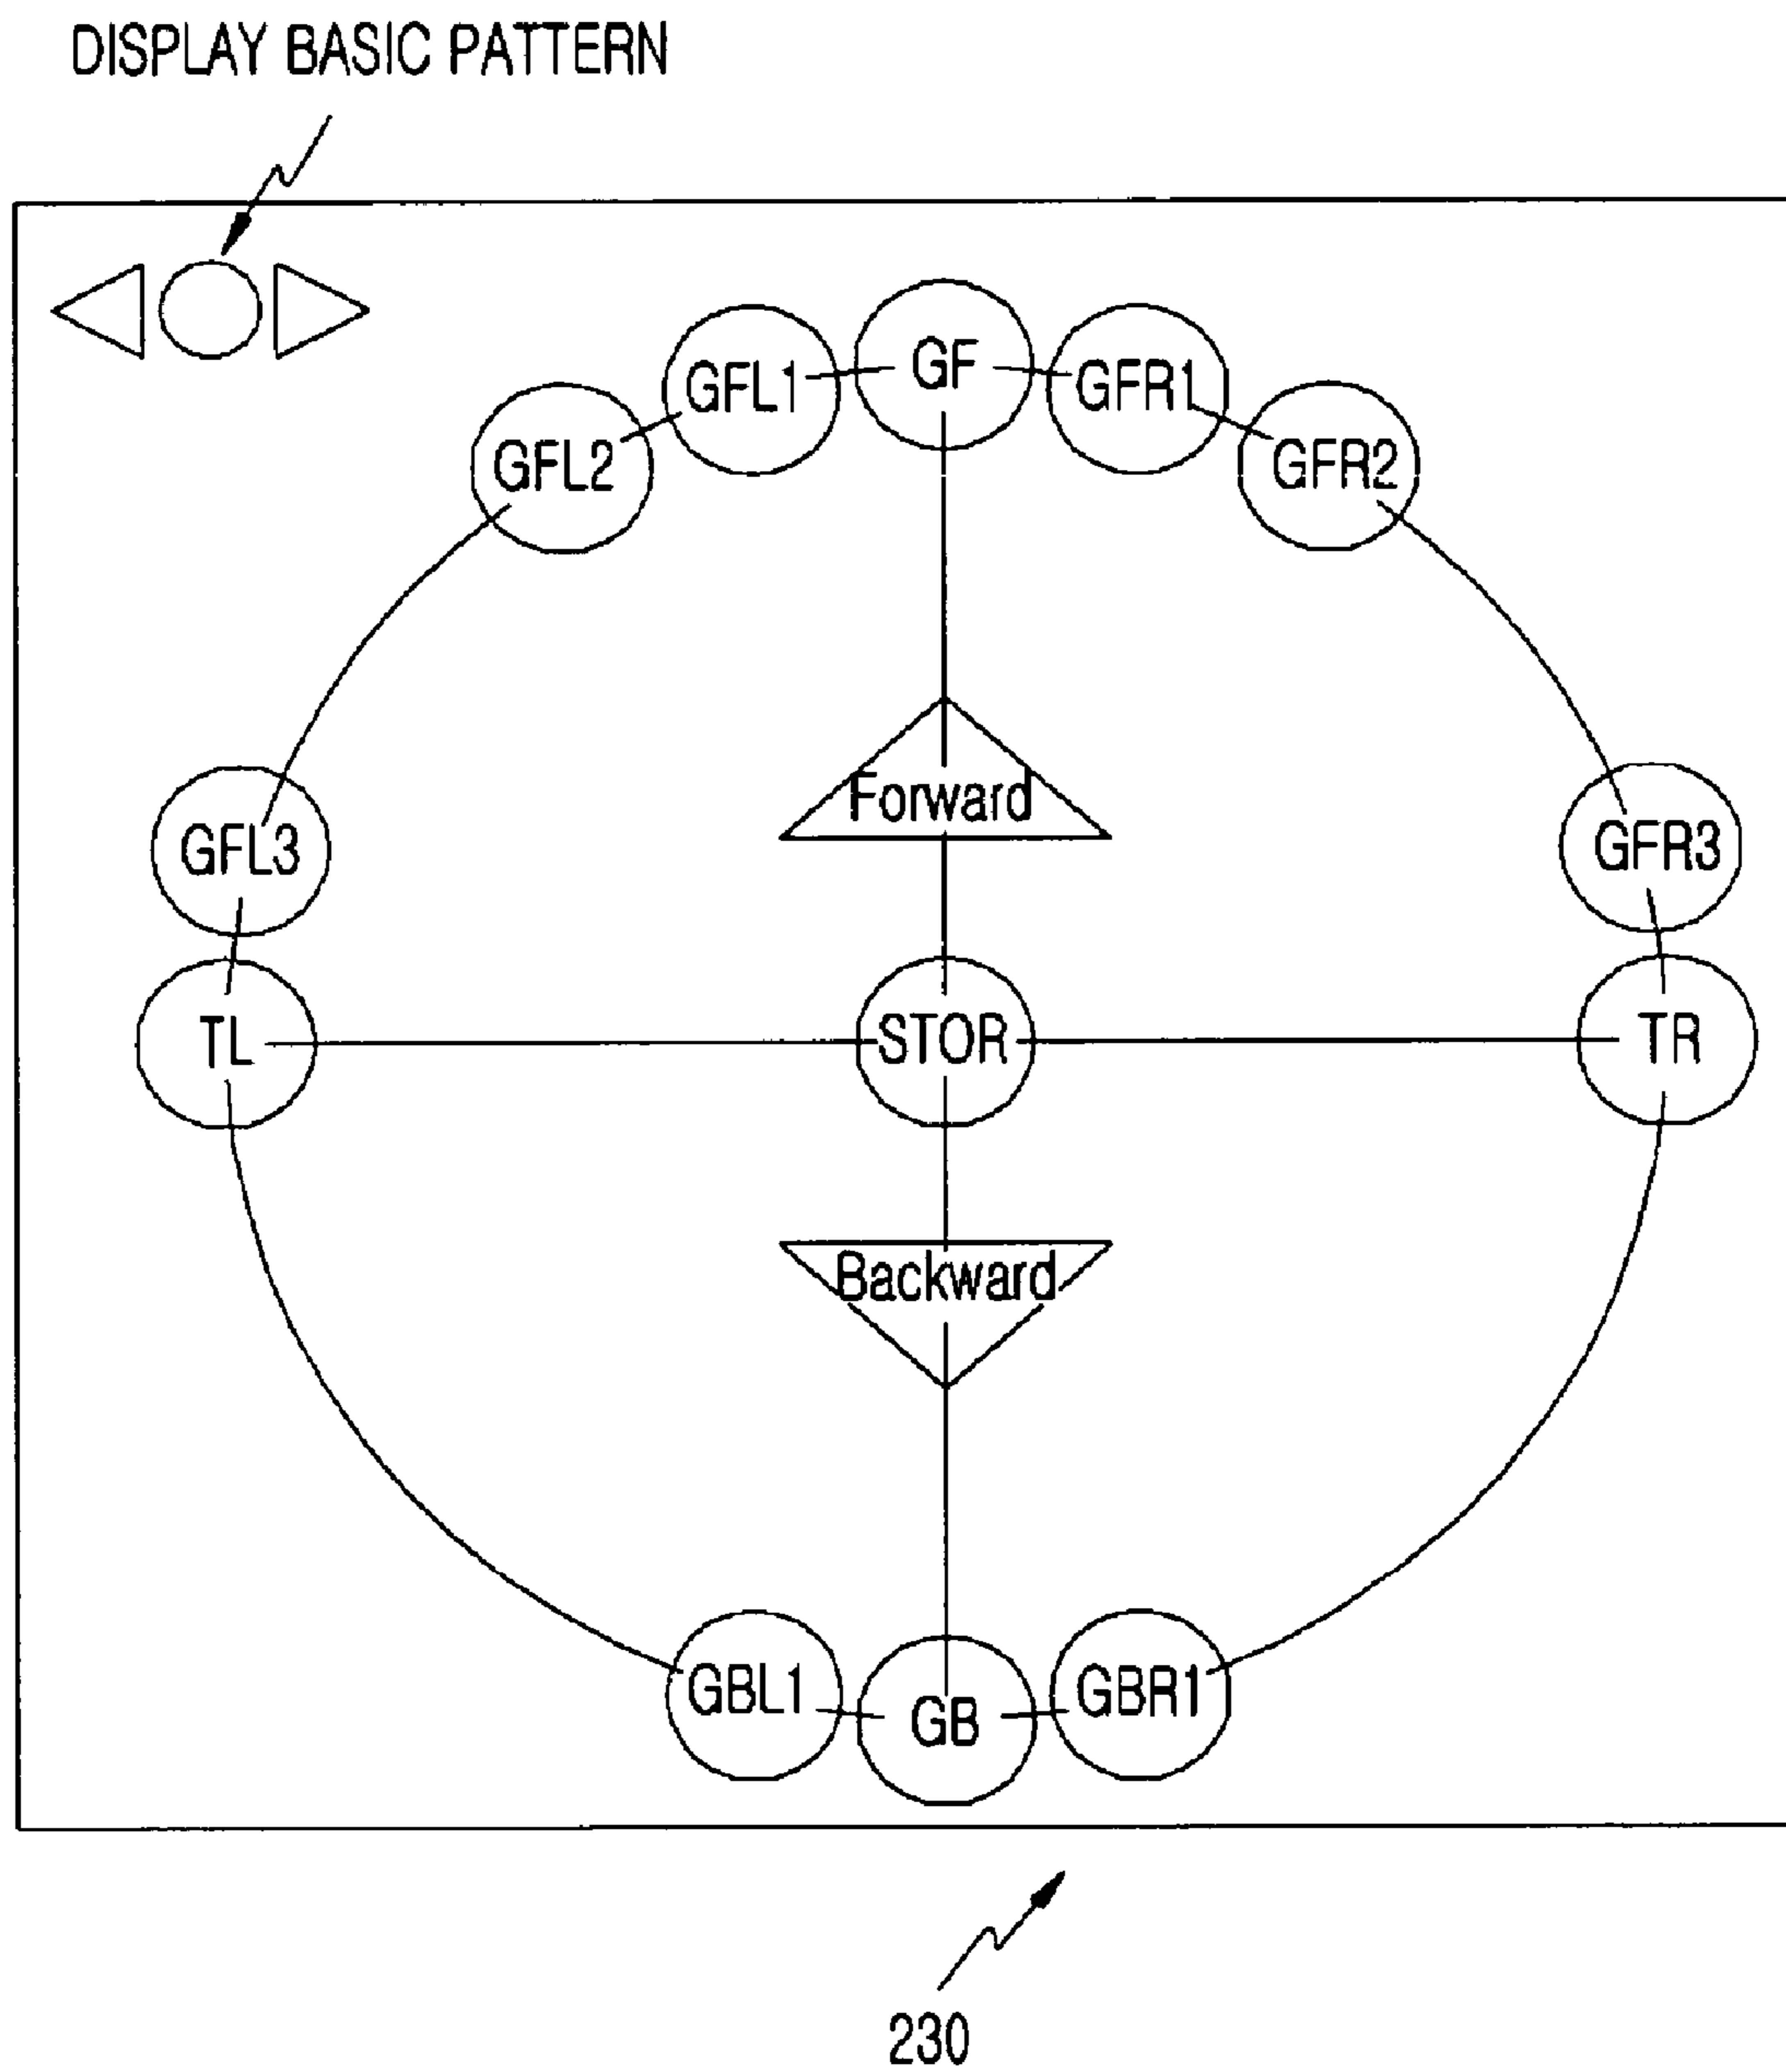 DISPLAY BASIC PATTERN
GF
GFL1
GFR1
GFL2
GFR2
Forward
GFL3
GFR3
TL
STOR
TR
Backward
GBL1
GB
GBR1
230